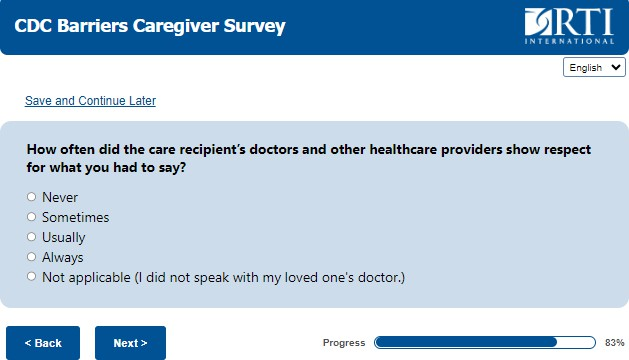 CDC Barriers Caregiver Survey
RTI
INTERNATIONAL
English
Save and Continue Later
How often did the care recipient's doctors and other healthcare providers show respect
for what you had to say?
Never
Sometimes
Usually
Always
Not applicable (I did not speak with my loved one's doctor.)
< Back
Next >
Progress
83%